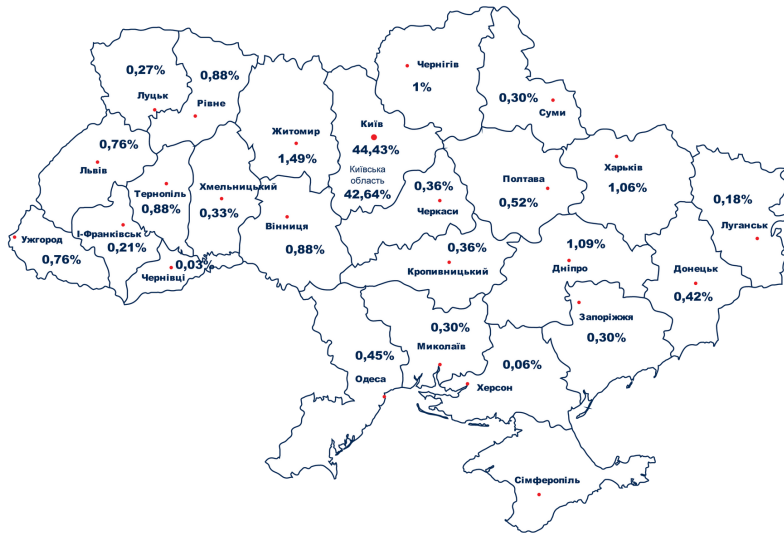 Чернігів
1%
0,27%
Луцьк
0,88%
Рівне
Житомир
1,49%
Київ
44,43%
Київська
область
42,64%
0,30%
Суми
0,76%
Львів
Тернопіль
0,88%
Хмельницький
0,33%
Вінниця
0,88%
0,36%
Черкаси
Полтава
0,52%
Харьків
1,06%
0,18%
Луганськ
Ужгород
0,76%
І-Франківськ
0,21%
0,03%
Чернівці
0,36%
Кропивницький
1,09%
Дніпро
Донецьк
0,42%
Запоріжжя
0,30%
0,30%
Миколаїв
0,45%
Одеса
0,06%
Херсон
Сімферопіль